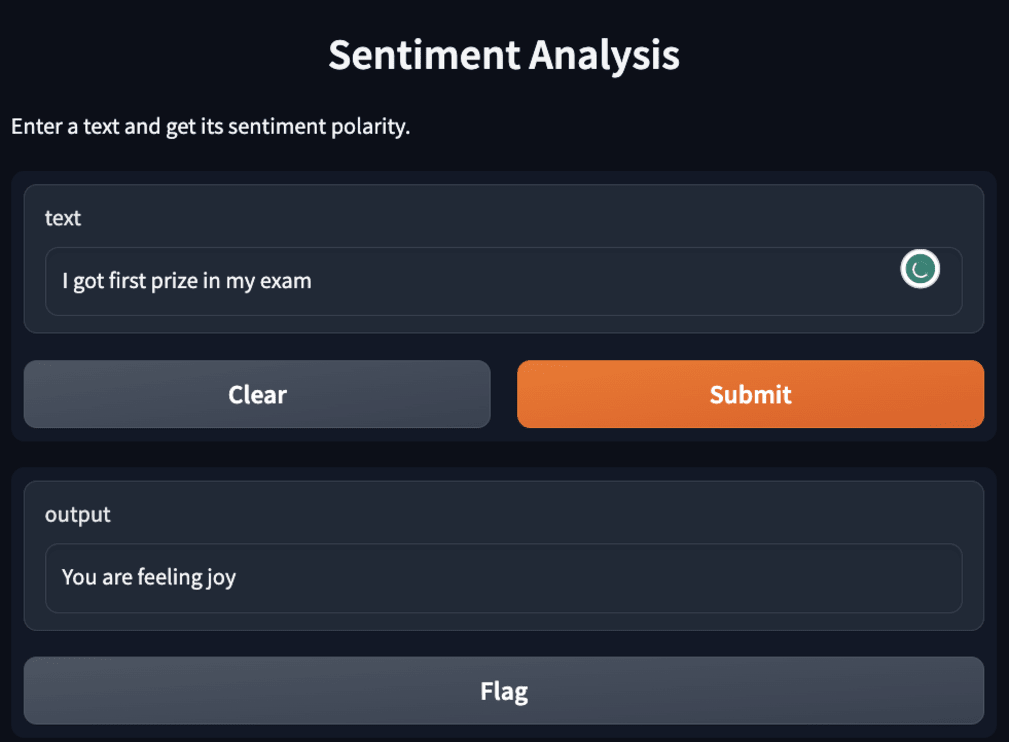 Sentiment Analysis
Enter a text and get its sentiment polarity.
text
I got first prize in my exam
Clear
Submit
output
You are feeling joy
Flag